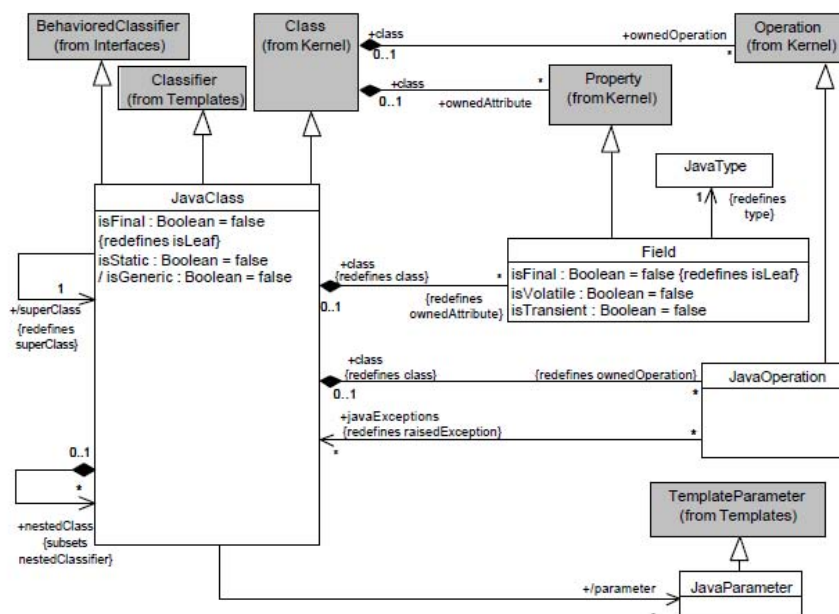 BehavioredClassifier
(from Interfaces)
Class
(from Kernel)
+class
0..1
+ownedOperation
*
Operation
(from Kernel)
Classifier
(from Templates)
+class
0..1
*
+ownedAttribute
Property
(from Kernel)
JavaType
1
{redefines
type}
JavaClass
isFinal : Boolean = false
{redefines isLeaf}
isStatic : Boolean = false
/ isGeneric : Boolean = false
1
+/superClass
{redefines
superClass}
+class
{redefines class}
0..1
*
{redefines
ownedAttribute}
Field
isFinal : Boolean = false {redefines isLeaf}
isVolatile : Boolean = false
isTransient : Boolean = false
+class
{redefines class}
0..1
{redefines ownedOperation}
*
JavaOperation
+javaExceptions
{redefines raisedException}
*
*
0..1
*
+nestedClass
{subsets
nestedClassifier}
TemplateParameter
(from Templates)
+/parameter
JavaParameter